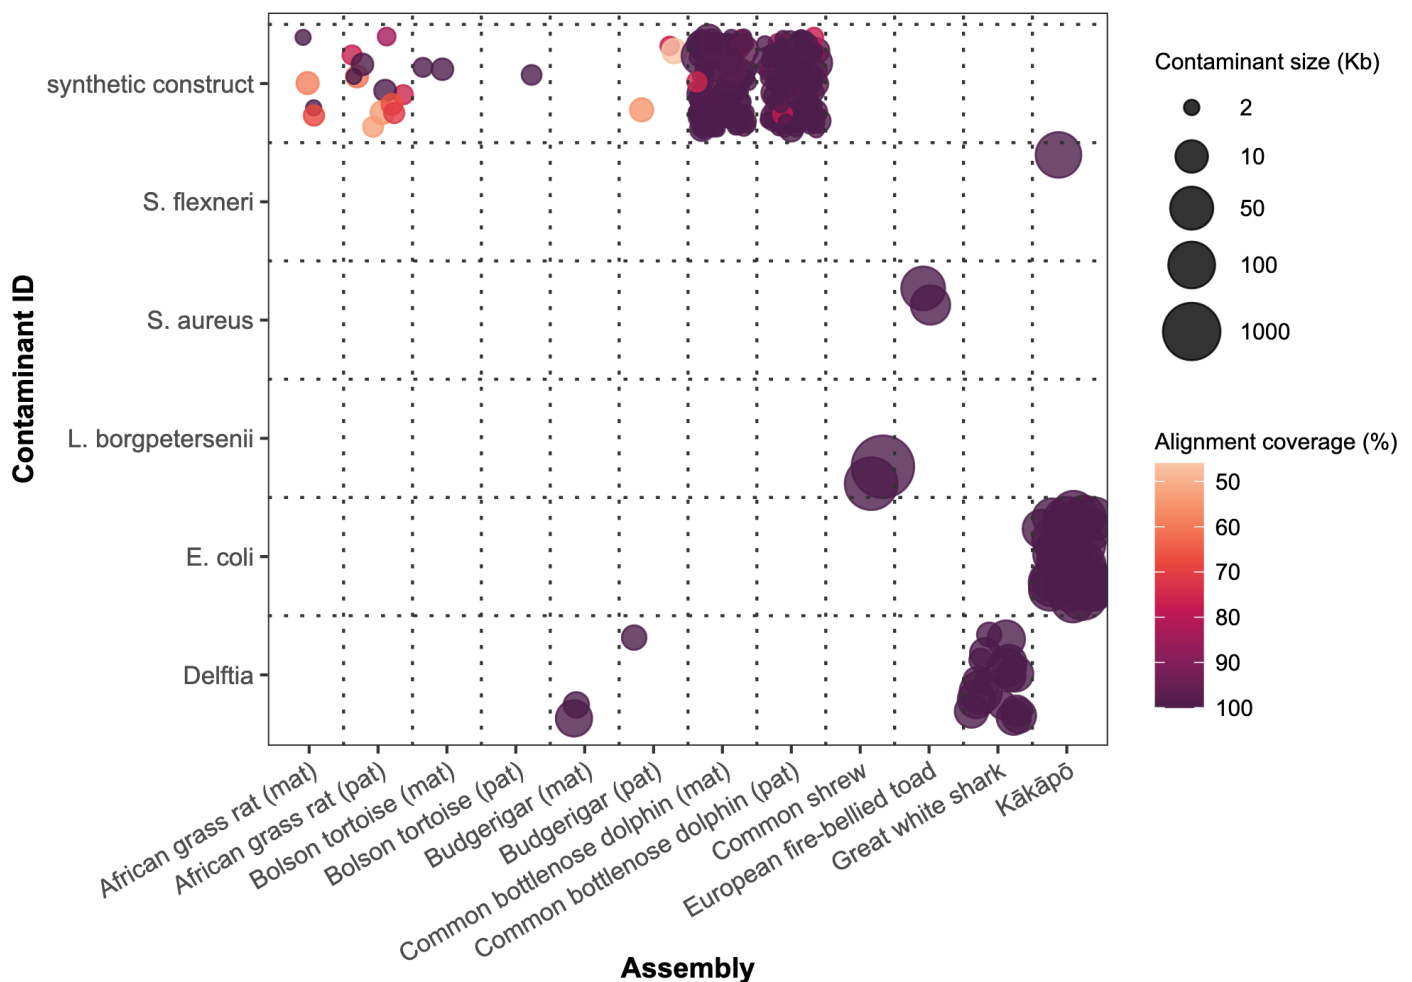 Contaminant ID
synthetic construct
S. flexneri
S. aureus
L. borgpetersenii
E. coli
Delftia
African grass rat (mat)
African grass rat (pat)
Bolson tortoise (mat)
Bolson tortoise (pat)
Budgerigar (mat)
Budgerigar (pat)
Common bottlenose dolphin (mat)
Common bottlenose dolphin (pat)
Common shrew
European fire-bellied toad
Great white shark
Kākāpō
Assembly
Contaminant size (Kb)
2
10
50
100
1000
Alignment coverage (%)
50
60
70
80
90
100